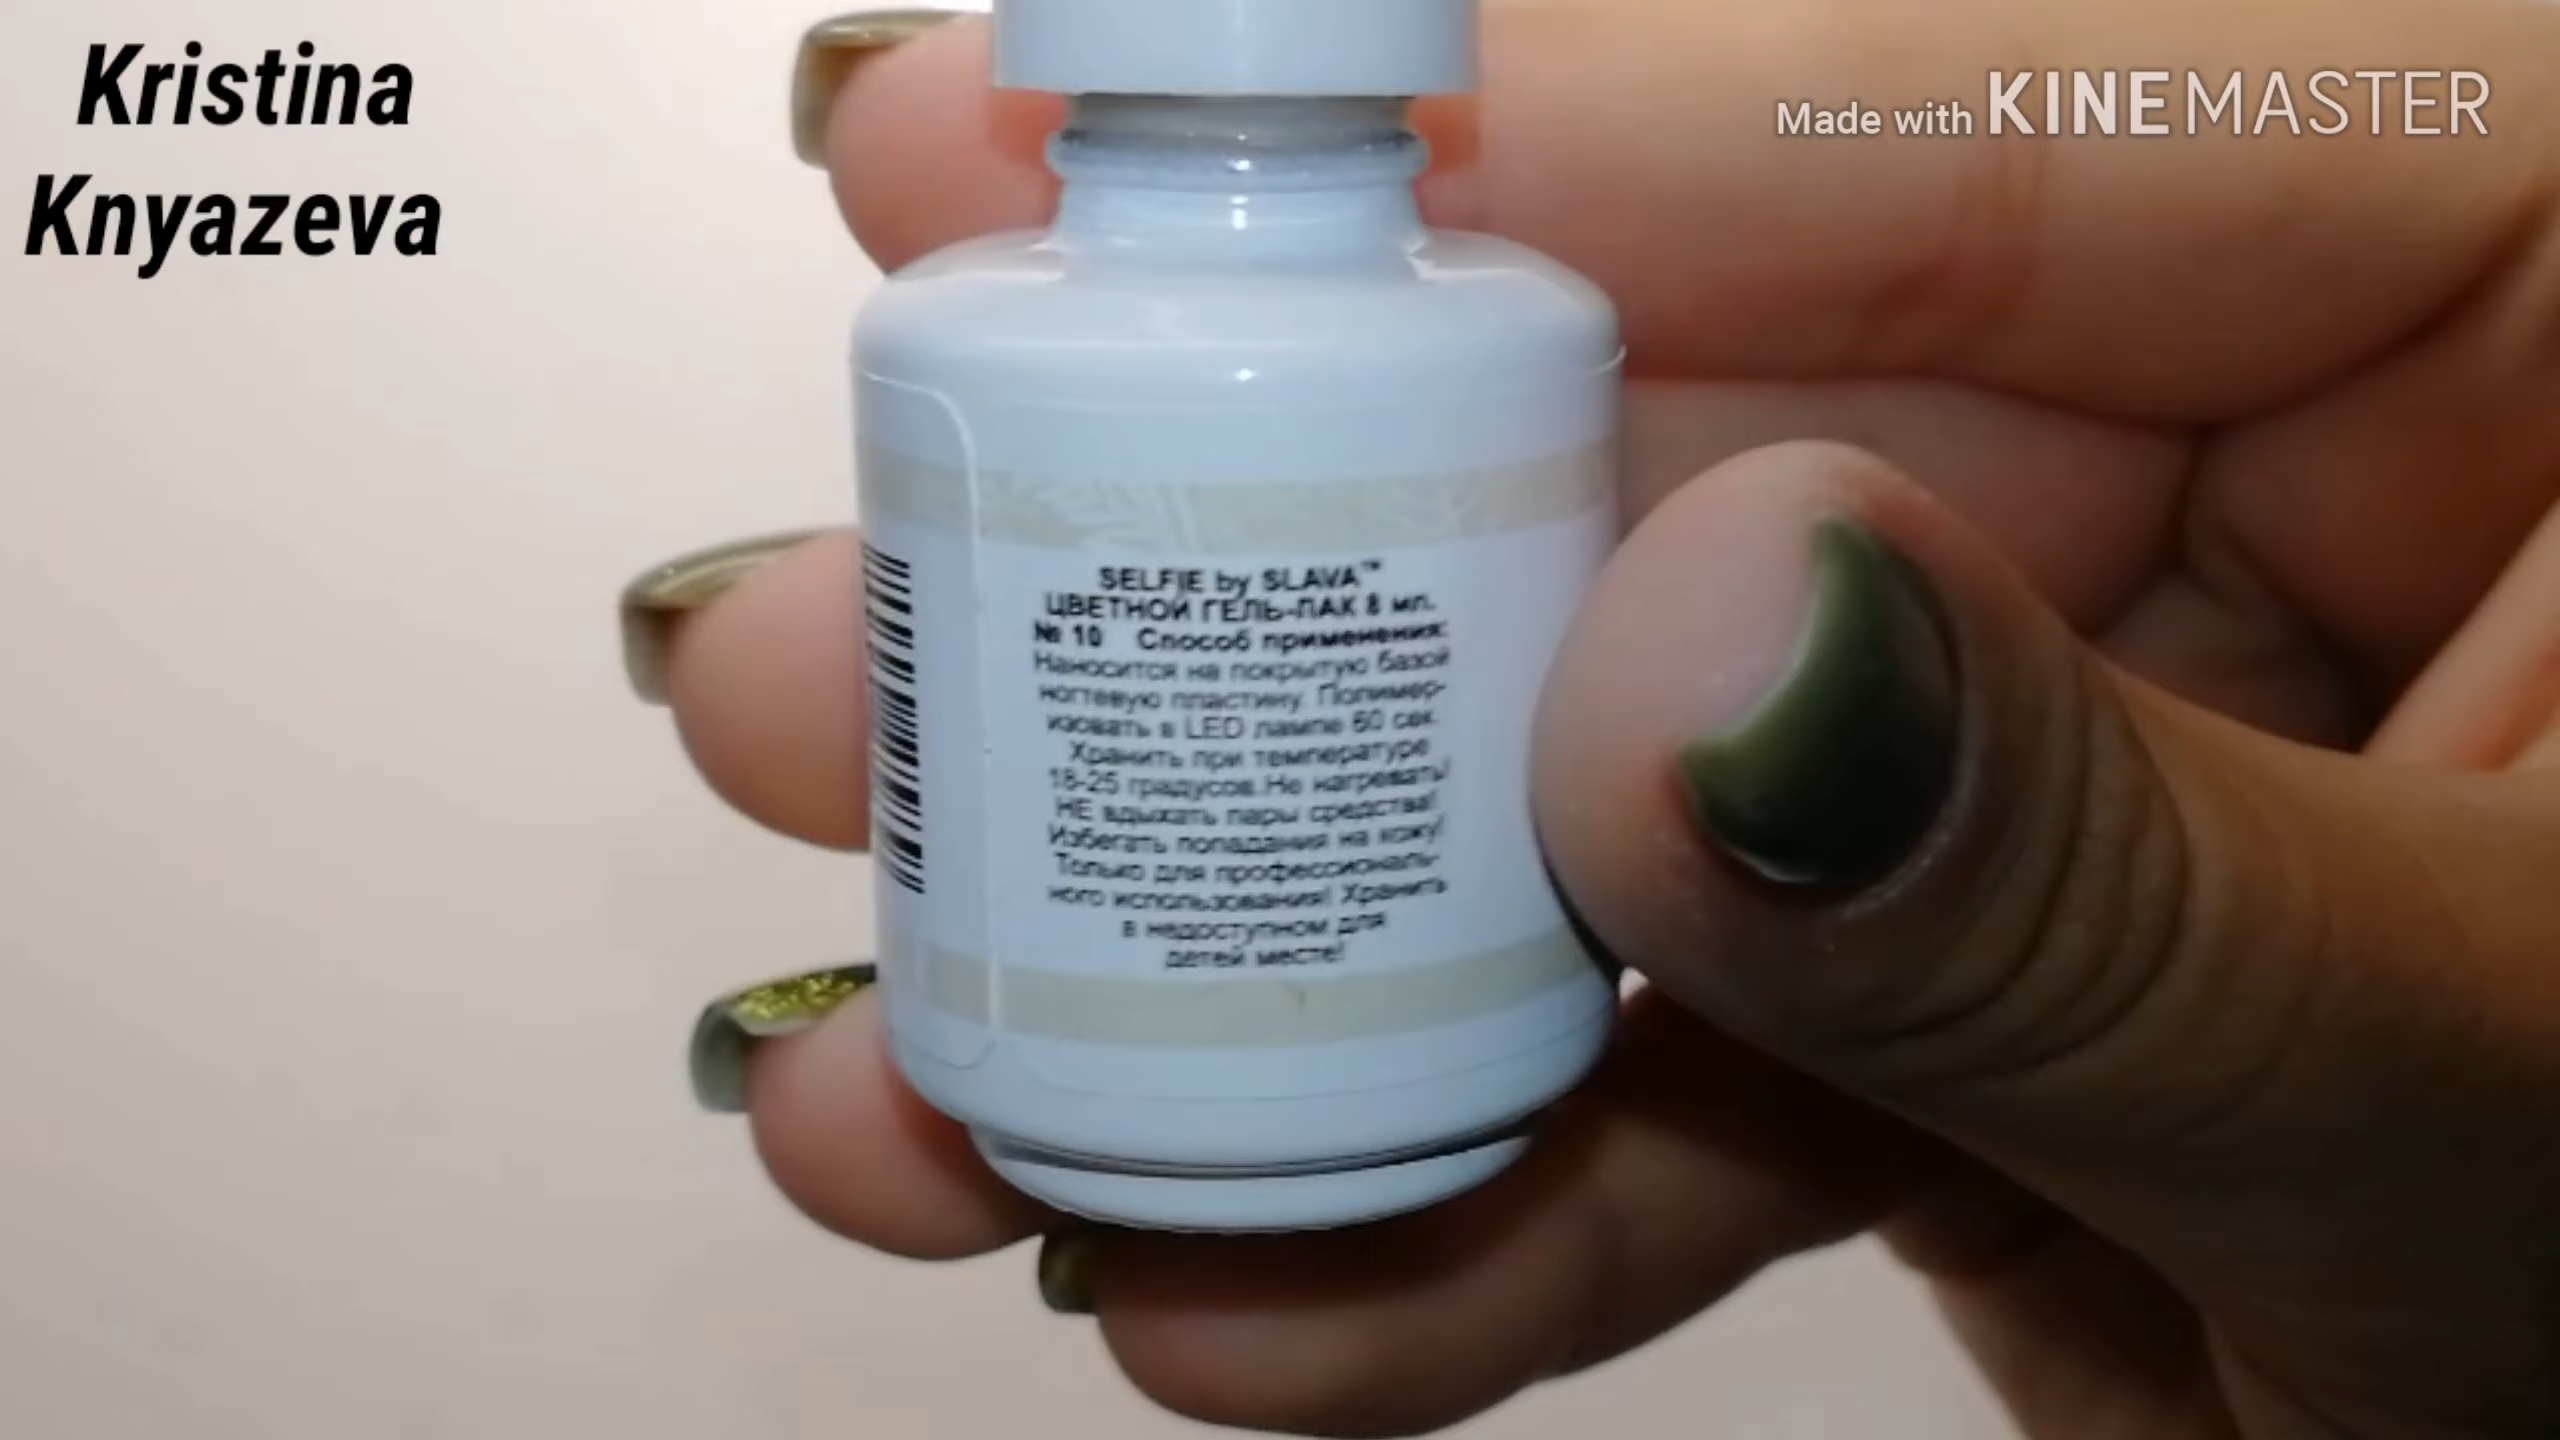 Kristina
Knyazeva
Made with KINEMASTER
SELFIE by SLAVA™
ЦВЕТНОЙ ГЕЛЬ-ЛАК 8 мл.
№ 10 Способ применения:
Наносится на покрытую базой
ногтевую пластину. Полимер-
изовать в LED лампе 60 сек.
Хранить при температуре
18-25 градусов.Не нагревать!
НЕ вдыхать пары средства!
Избегать попадания на кожу!
Только для профессиональ-
ного использования! Хранить
в недоступном для
детей месте!